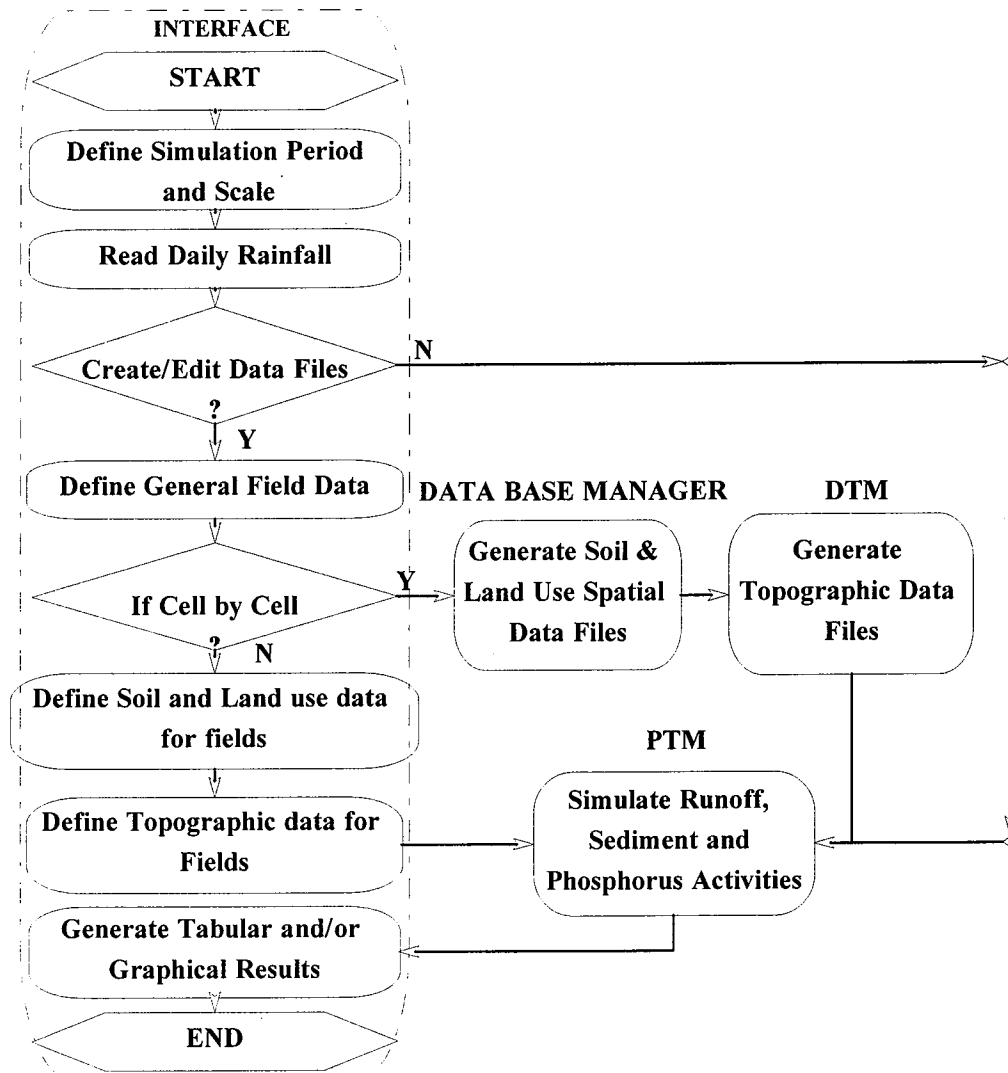 INTERFACE
START
Define Simulation Period
and Scale
Read Daily Rainfall
Create/Edit Data Files
?
N
Y
Define General Field Data
DATA BASE MANAGER
DTM
If Cell by Cell
?
Y
N
Generate Soil &
Land Use Spatial
Data Files
Generate
Topographic Data
Files
Define Soil and Land use data
for fields
PTM
Define Topographic data for
Fields
Simulate Runoff,
Sediment and
Phosphorus Activities
Generate Tabular and/or
Graphical Results
END